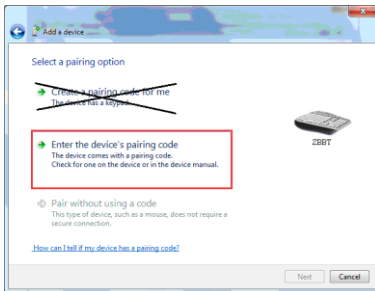 Add a device
Select a pairing option
Create a pairing code for me
The device has a keypad.
Enter the device's pairing code
The device comes with a pairing code.
Check for one on the device or in the device manual.
ZBBT
Pair without using a code
This type of device, such as a mouse, does not require a
secure connection.
How can I tell if my device has a pairing code?
Next
Cancel